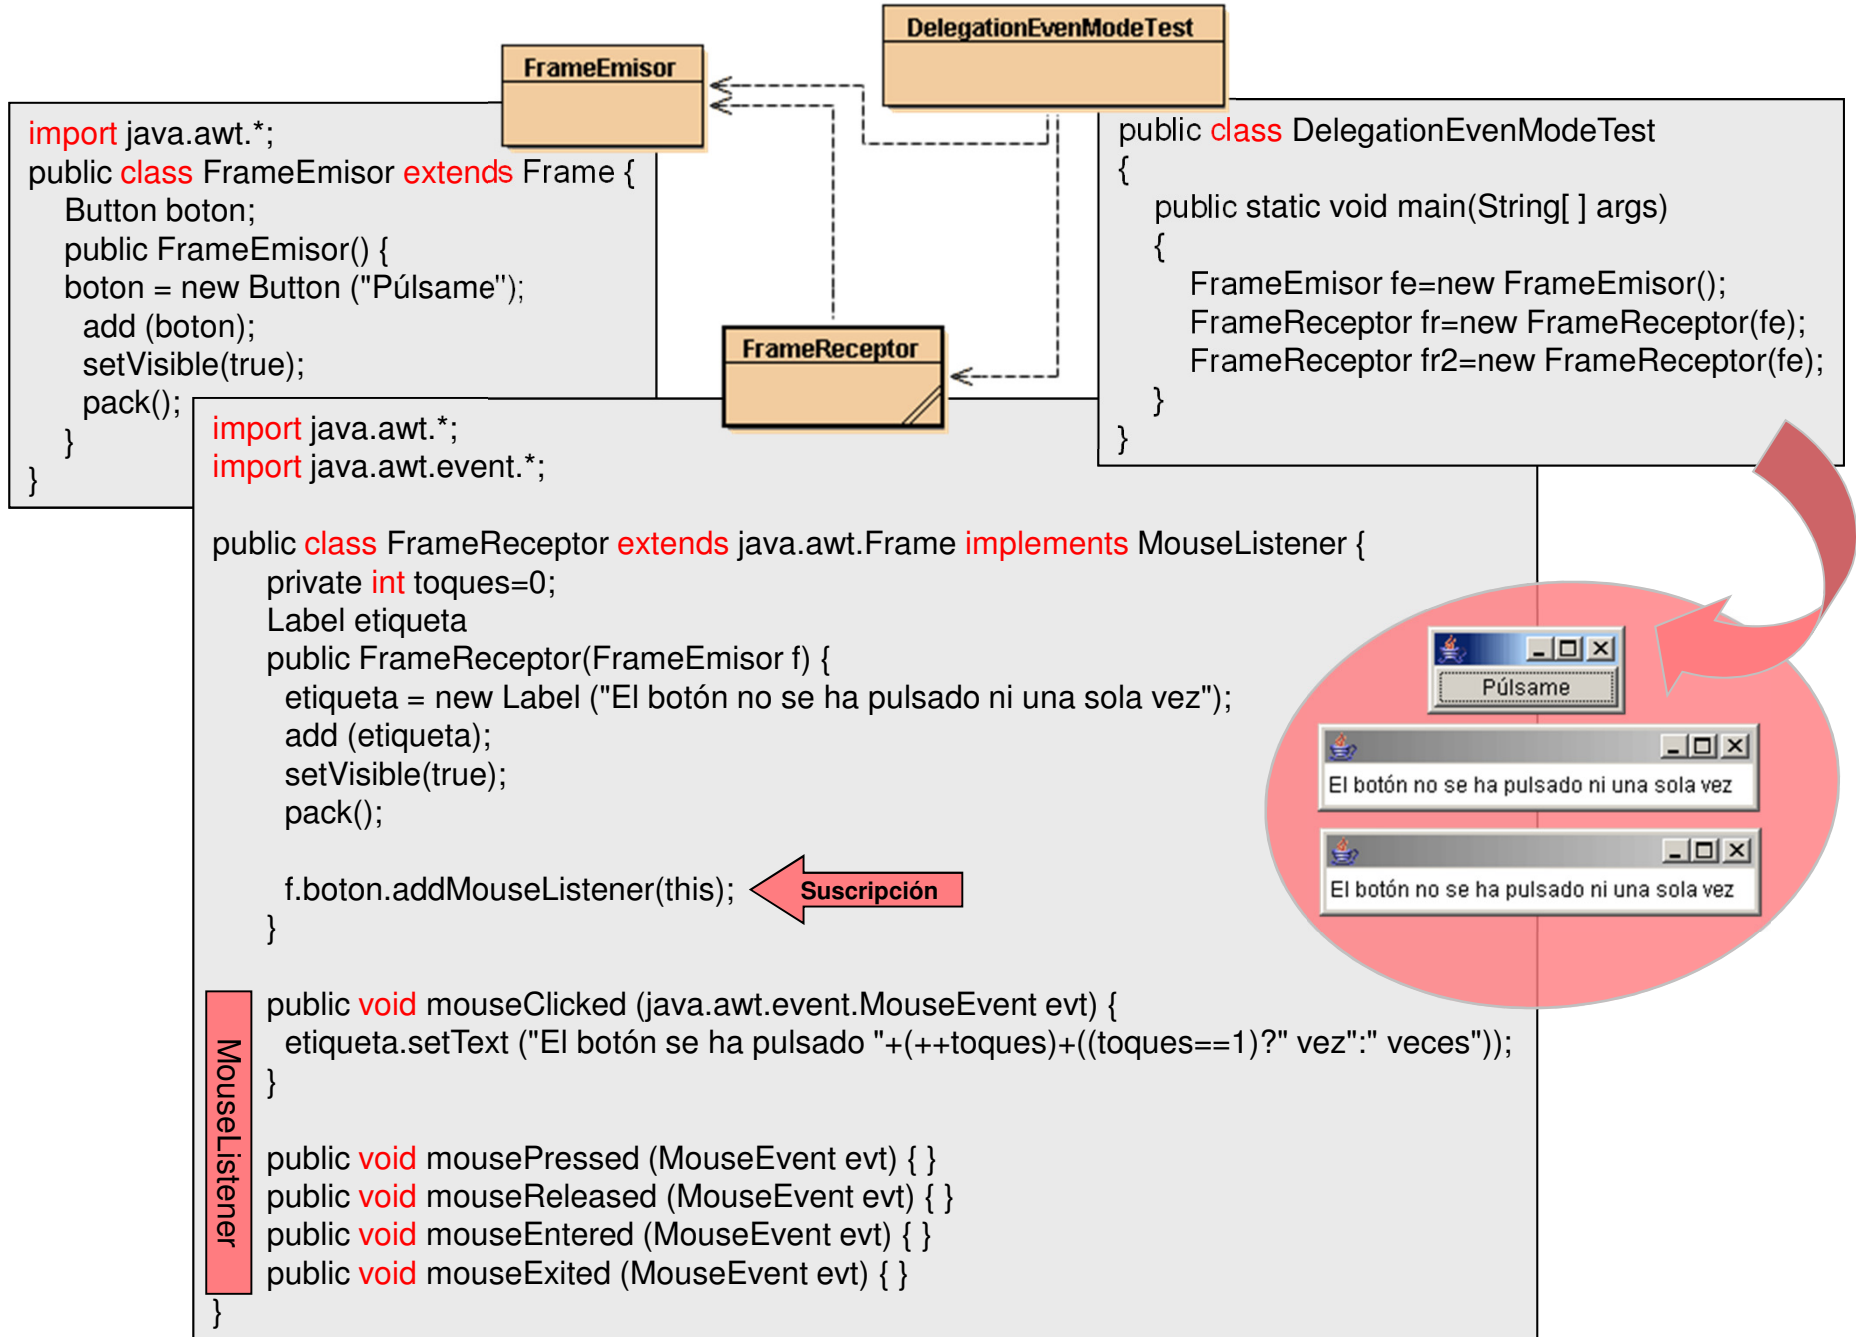 DelegationEvenModeTest
FrameEmisor
import java.awt.*;
public class FrameEmisor extends Frame {
Button boton;
public FrameEmisor() {
boton = new Button ("Púlsame");
add (boton);
setVisible(true);
pack();
}
}
public class DelegationEvenModeTest
{
public static void main(String[ ] args)
{
FrameEmisor fe=new FrameEmisor();
FrameReceptor fr=new FrameReceptor(fe);
FrameReceptor fr2=new FrameReceptor(fe);
}
}
FrameReceptor
import java.awt.*;
import java.awt.event.*;
public class FrameReceptor extends java.awt.Frame implements MouseListener {
private int toques=0;
Label etiqueta
public FrameReceptor(FrameEmisor f) {
etiqueta = new Label ("El botón no se ha pulsado ni una sola vez");
add (etiqueta);
setVisible(true);
pack();
f.boton.addMouseListener(this);
Suscripción
}
MouseListener
public void mouseClicked (java.awt.event.MouseEvent evt) {
etiqueta.setText ("El botón se ha pulsado "+(++toques)+((toques==1)?" vez":" veces"));
}
public void mousePressed (MouseEvent evt) { }
public void mouseReleased (MouseEvent evt) { }
public void mouseEntered (MouseEvent evt) { }
public void mouseExited (MouseEvent evt) { }
}
Púlsame
El botón no se ha pulsado ni una sola vez
El botón no se ha pulsado ni una sola vez